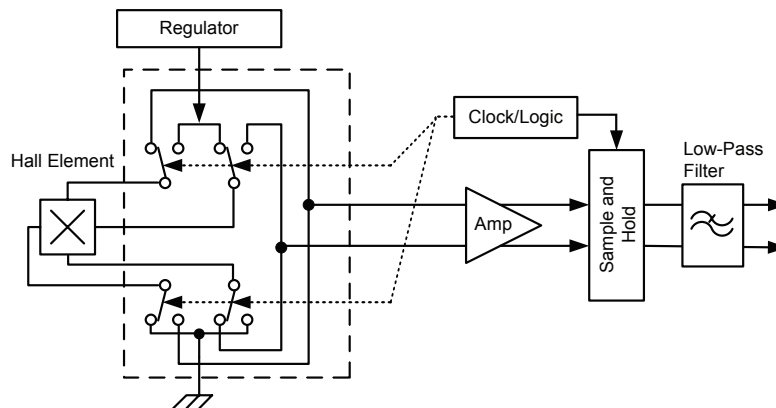 Regulator
Clock/Logic
Hall Element
Low-Pass
Filter
Amp
Sample and
Hold